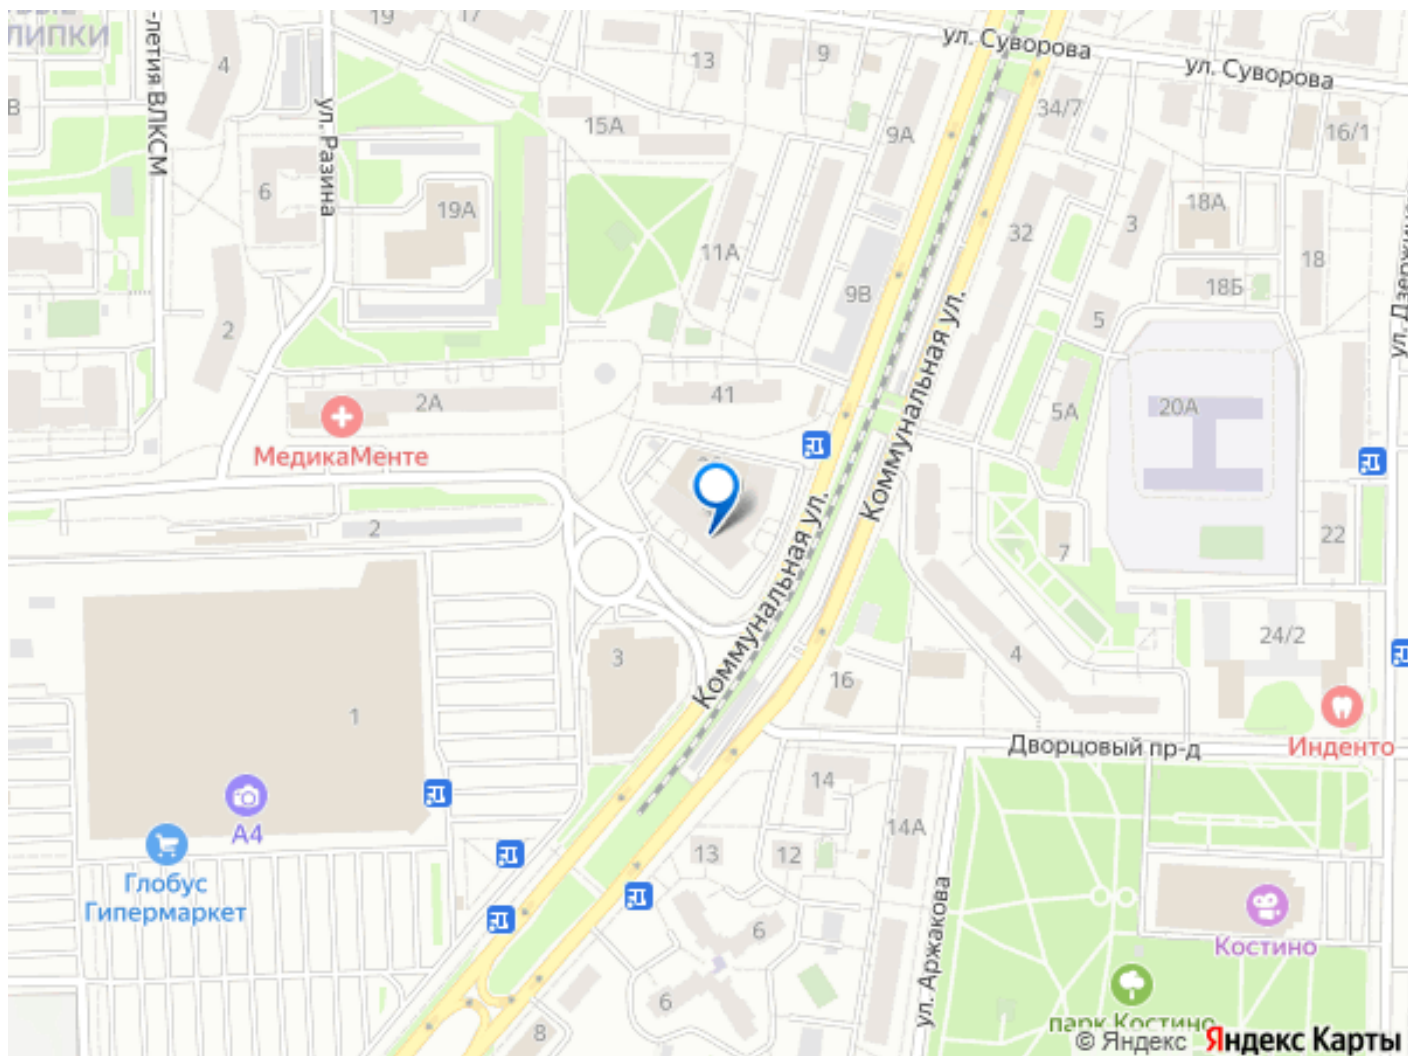 ЛИПКИ
-летия ВЛКСМ
4
19
17
13
9
ул. Суворова
ул. Суворова
ул. Разина
15А
9А
34/7
16/1
В
6
19А
11А
32
3
18А
18
18Б
9В
5
2
ул. Дзержинс
Коммунальная ул.
2А
41
5А
20А
МедикаМенте
2
7
22
Коммунальная ул.
3
4
24/2
16
1
Дворцовый пр-д
Инденто
14
14А
А4
13
12
Глобус
Гипермаркет
ул. Аржакова
6
6
Костино
8
парк Костино
© Яндекс
Яндекс Карты